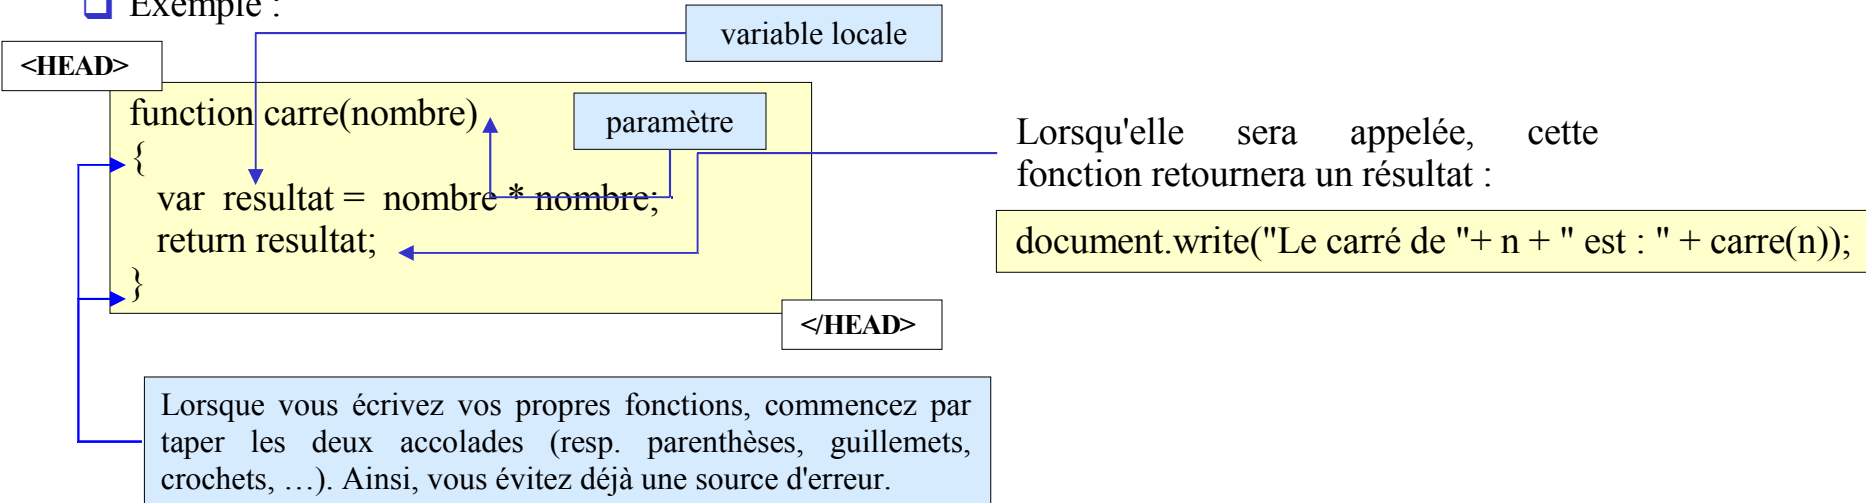 Exemple :
variable locale
<HEAD>
function carre(nombre)
paramètre
{
var resultat = nombre * nombre;
return resultat;
}
</HEAD>
Lorsqu'elle sera appelée, cette
fonction retournera un résultat :
document.write("Le carré de "+ n + " est : " + carre(n));
Lorsque vous écrivez vos propres fonctions, commencez par
taper les deux accolades (resp. parenthèses, guillemets,
crochets, …). Ainsi, vous évitez déjà une source d'erreur.